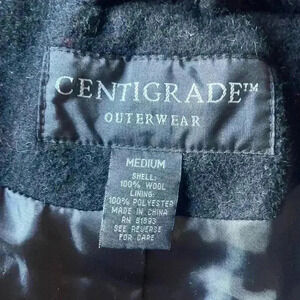 CENTIGRADE™
OUTERWEAR
MEDIUM
SHELL:
100% WOOL
LINING:
100% POLYESTER
MADE IN CHINA
RN 81893
SEE REVERSE
FOR CARE